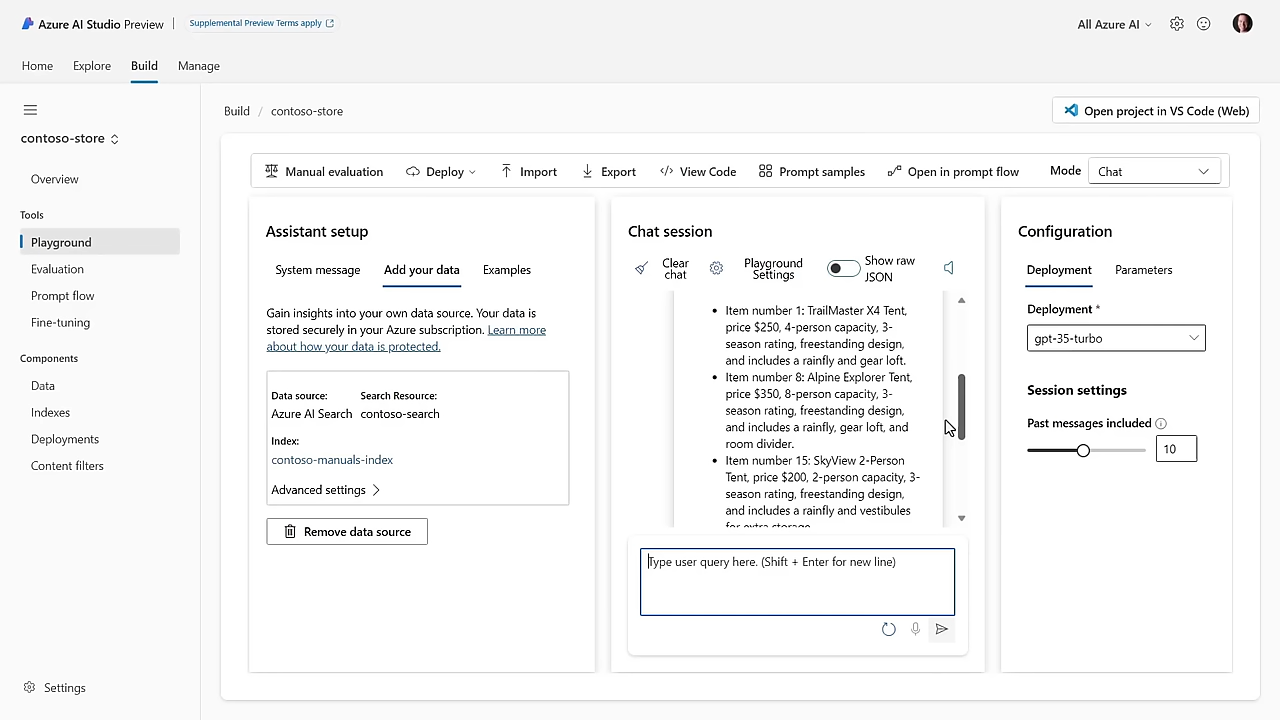 Azure AI Studio Preview
Supplemental Preview Terms apply
All Azure AI
Home
Explore
Build
Manage
contoso-store
Overview
Tools
Playground
Evaluation
Prompt flow
Fine-tuning
Components
Data
Indexes
Deployments
Content filters
Settings
Build / contoso-store
Open project in VS Code (Web)
Manual evaluation
Deploy
Import
Export
View Code
Prompt samples
Open in prompt flow
Mode
Chat
Assistant setup
System message
Add your data
Examples
Gain insights into your own data source. Your data is
stored securely in your Azure subscription. Learn more
about how your data is protected.
Data source:
Azure AI Search
Search Resource:
contoso-search
Index:
contoso-manuals-index
Advanced settings
Remove data source
Chat session
Clear
chat
Playground
Settings
Show raw
JSON
• Item number 1: TrailMaster X4 Tent,
price $250, 4-person capacity, 3-
season rating, freestanding design,
and includes a rainfly and gear loft.
• Item number 8: Alpine Explorer Tent,
price $350, 8-person capacity, 3-
season rating, freestanding design,
and includes a rainfly, gear loft, and
room divider.
• Item number 15: SkyView 2-Person
Tent, price $200, 2-person capacity, 3-
season rating, freestanding design,
and includes a rainfly and vestibules
for extra storage.
Type user query here. (Shift + Enter for new line)
Configuration
Deployment
Parameters
Deployment *
gpt-35-turbo
Session settings
Past messages included
10